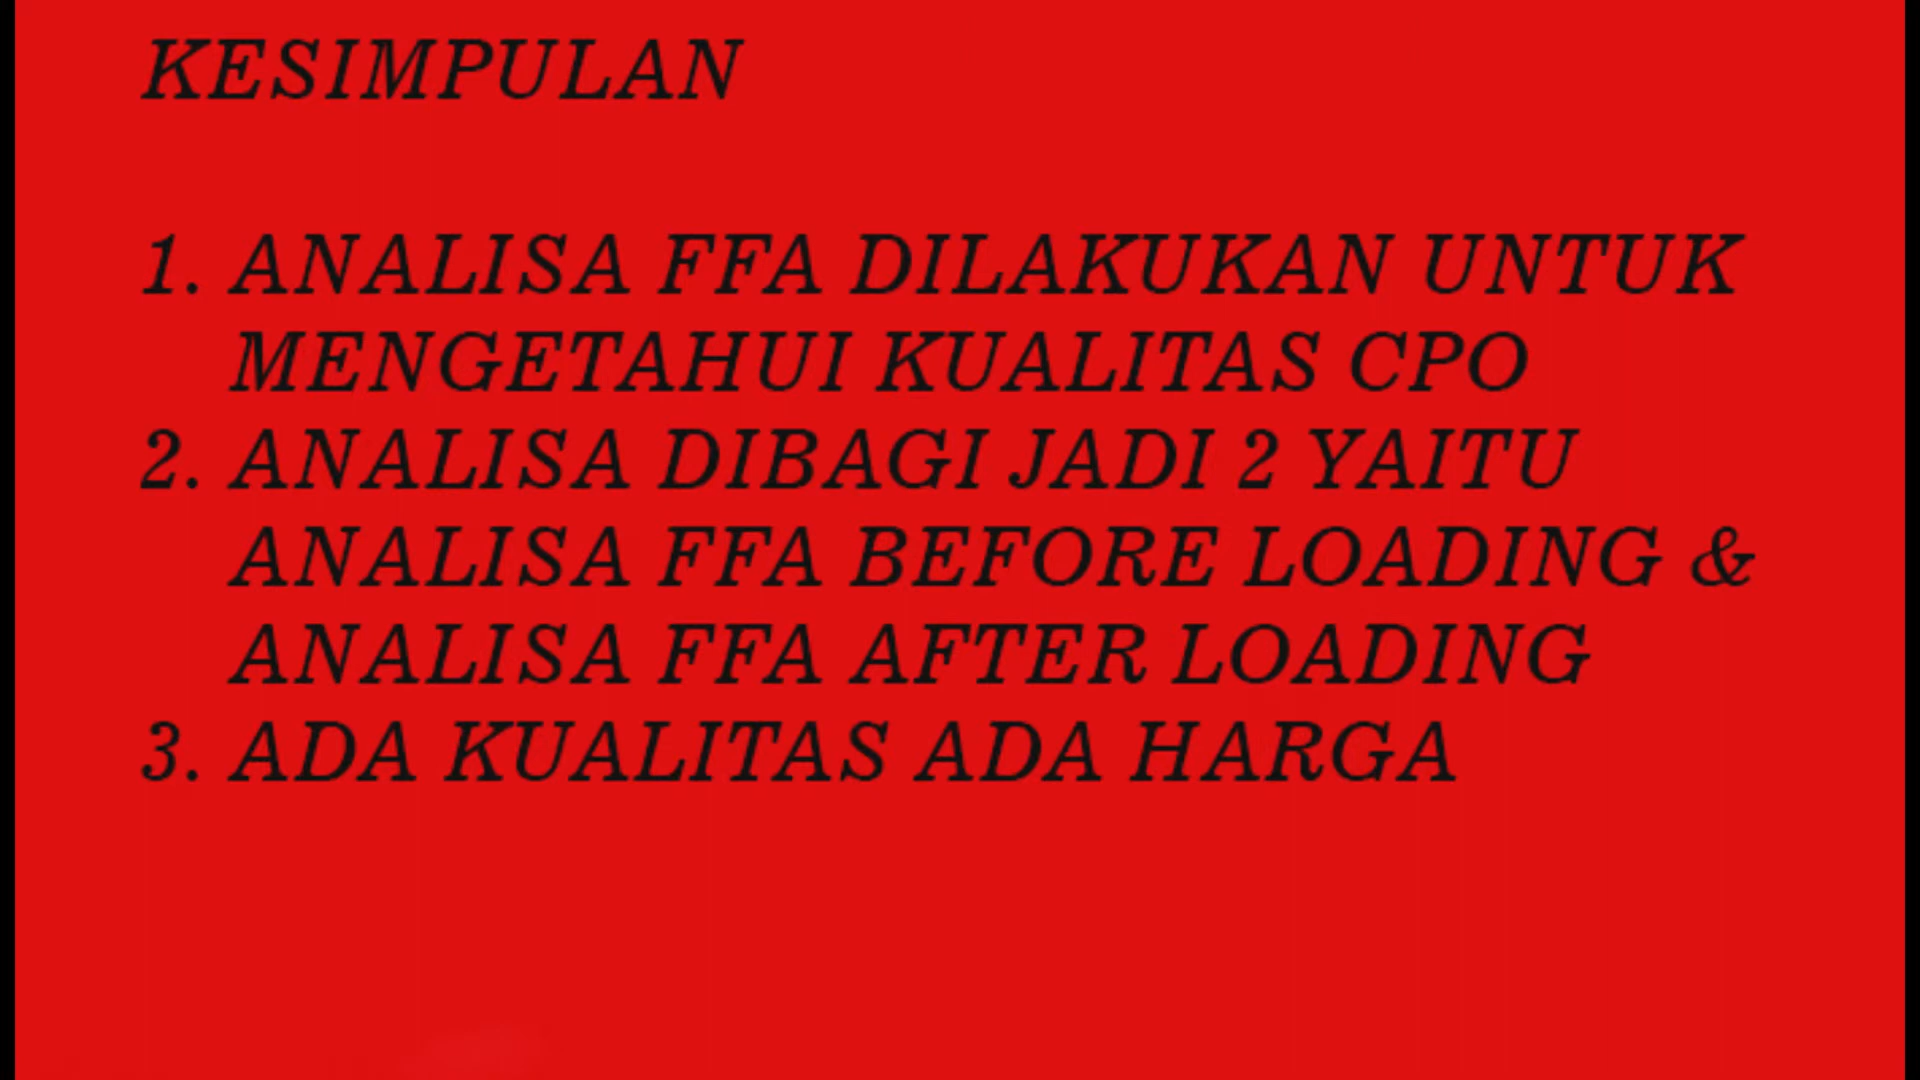 KESIMPULAN
1. ANALISA FFA DILAKUKAN UNTUK
MENGETAHUI KUALITAS CPO
2. ANALISA DIBAGI JADI 2 YAITU
ANALISA FFA BEFORE LOADING &
ANALISA FFA AFTER LOADING
3. ADA KUALITAS ADA HARGA